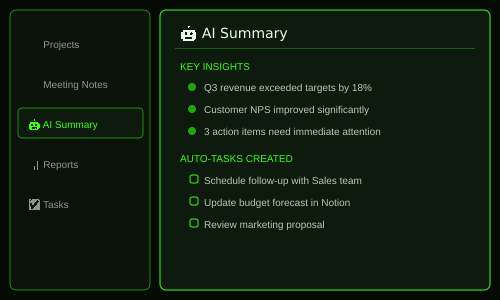 Projects
Meeting Notes
AI Summary
Reports
Tasks
AI Summary
KEY INSIGHTS
Q3 revenue exceeded targets by 18%
Customer NPS improved significantly
3 action items need immediate attention
AUTO-TASKS CREATED
Schedule follow-up with Sales team
Update budget forecast in Notion
Review marketing proposal